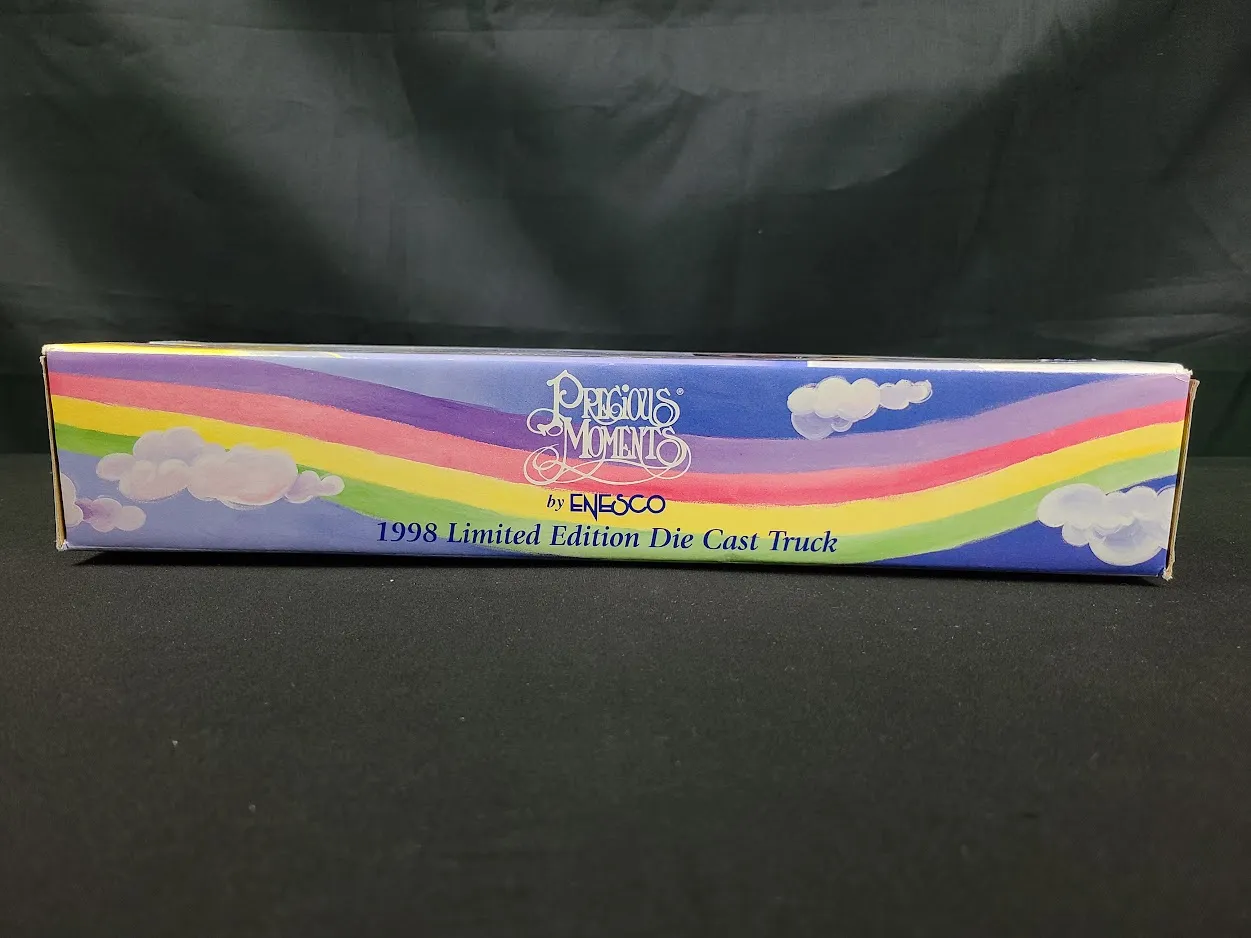 PRECIOUS
MOMENTS®
by ENESCO
1998 Limited Edition Die Cast Truck